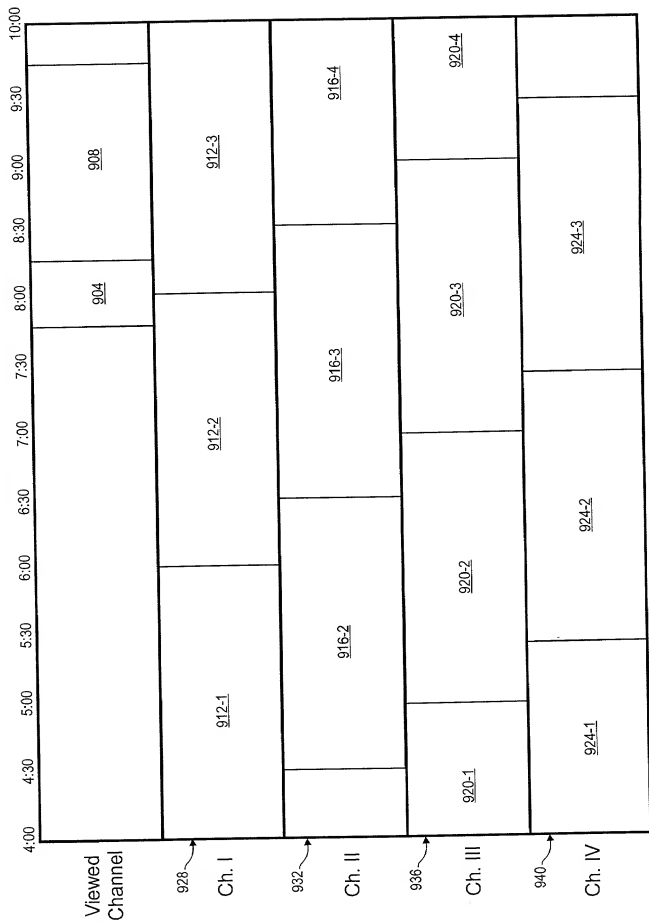 4:00 4:30 5:00 5:30 6:00 6:30 7:00 7:30 8:00 8:30 9:00 9:30 10:00
Viewed
Channel
904 908
928
Ch. I
912-1 912-2 912-3
932
Ch. II
916-2 916-3 916-4
936
Ch. III
920-1 920-2 920-3 920-4
940
Ch. IV
924-1 924-2 924-3